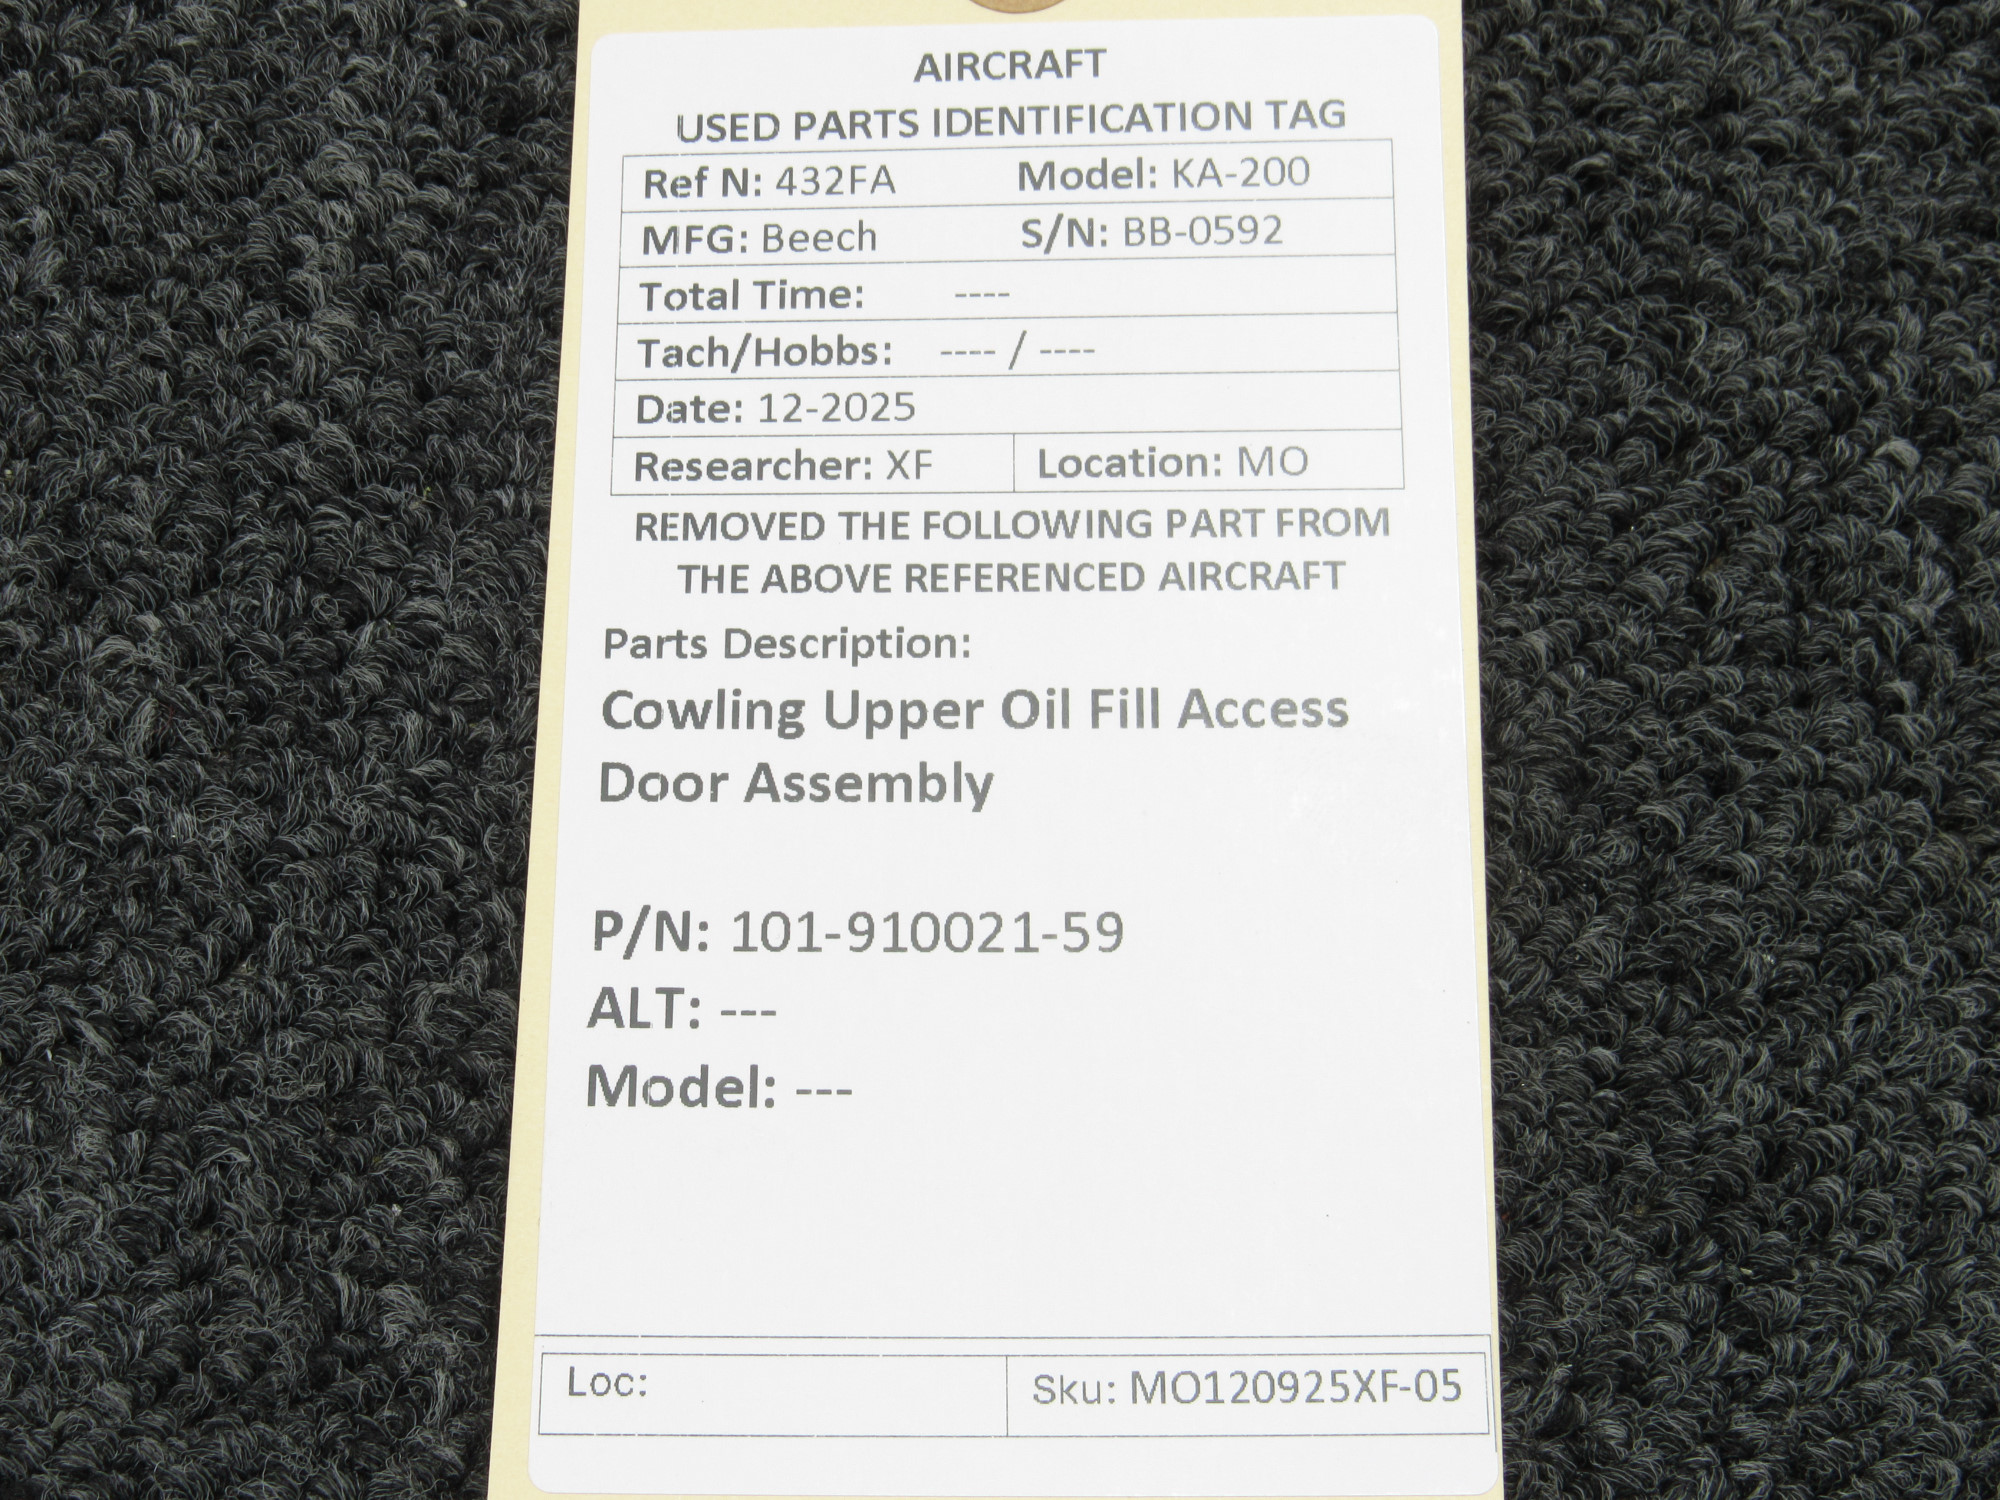 AIRCRAFT
USED PARTS IDENTIFICATION TAG
Ref N: 432FA Model: KA-200
MFG: Beech S/N: BB-0592
Total Time: ----
Tach/Hobbs: ---- / ----
Date: 12-2025
Researcher: XF Location: MO
REMOVED THE FOLLOWING PART FROM
THE ABOVE REFERENCED AIRCRAFT
Parts Description:
Cowling Upper Oil Fill Access
Door Assembly
P/N: 101-910021-59
ALT: ---
Model: ---
Loc: Sku: MO120925XF-05